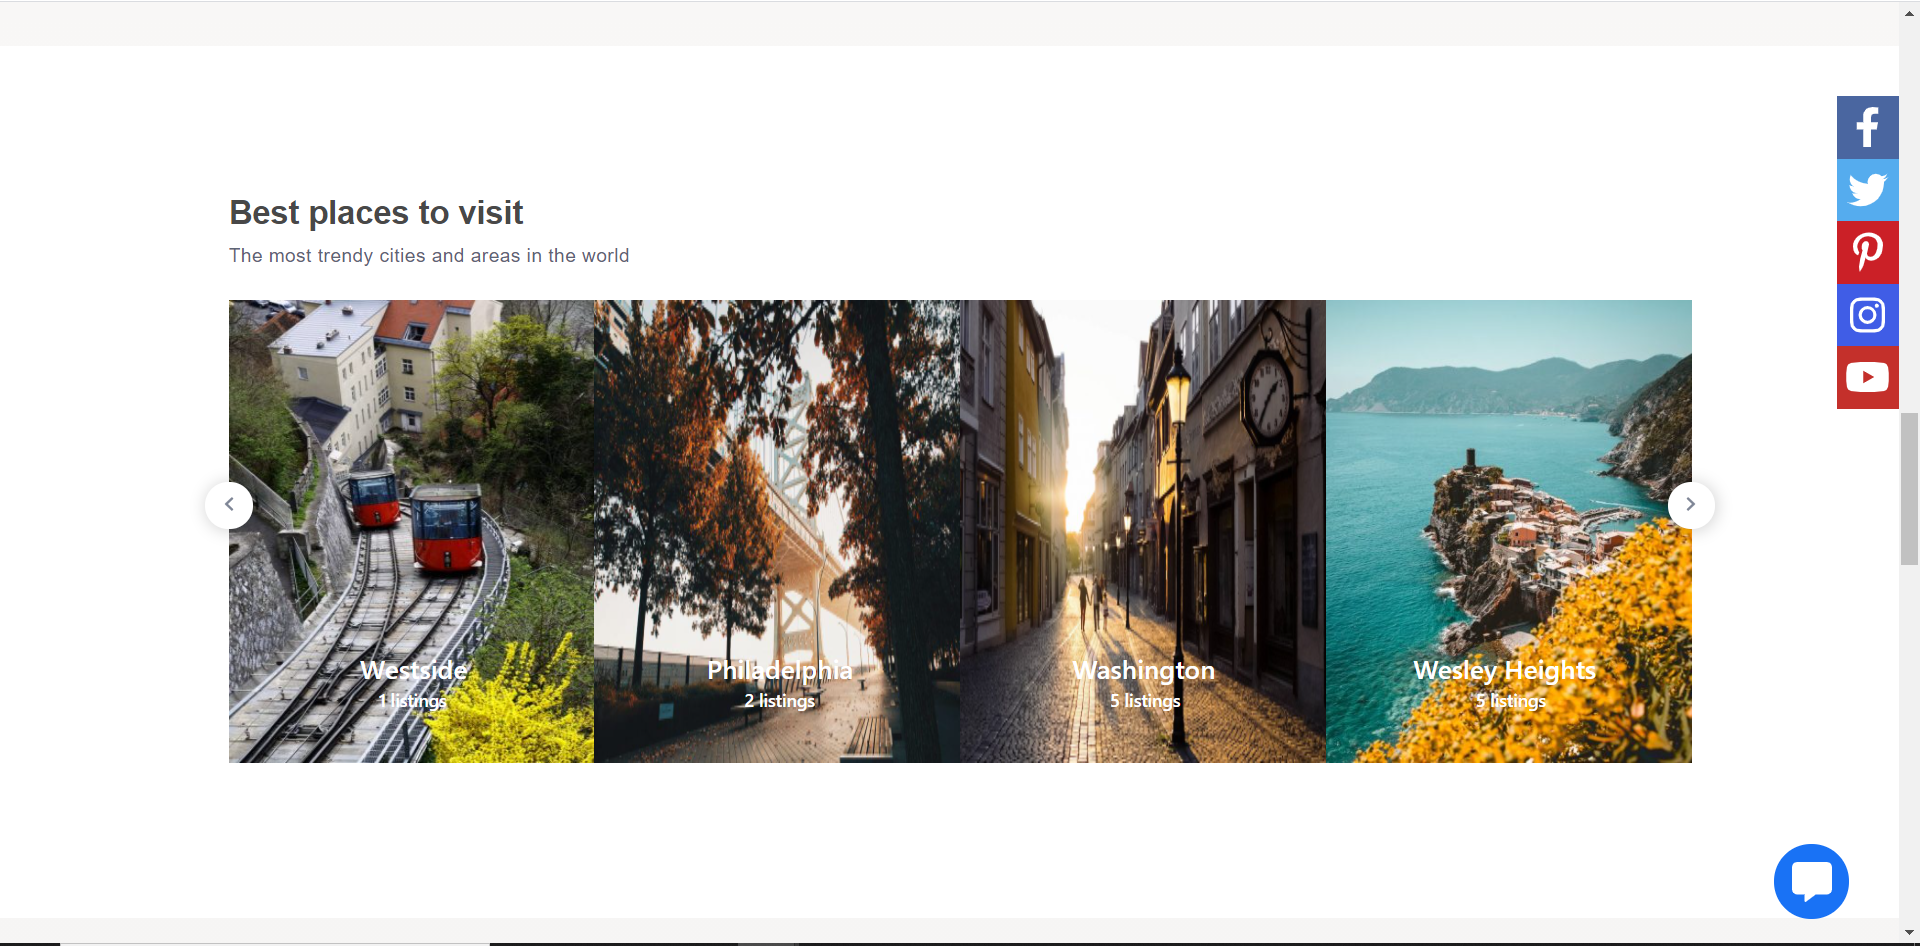 Best places to visit
The most trendy cities and areas in the world
Westside
1 listings
Philadelphia
2 listings
Washington
5 listings
Wesley Heights
5 listings